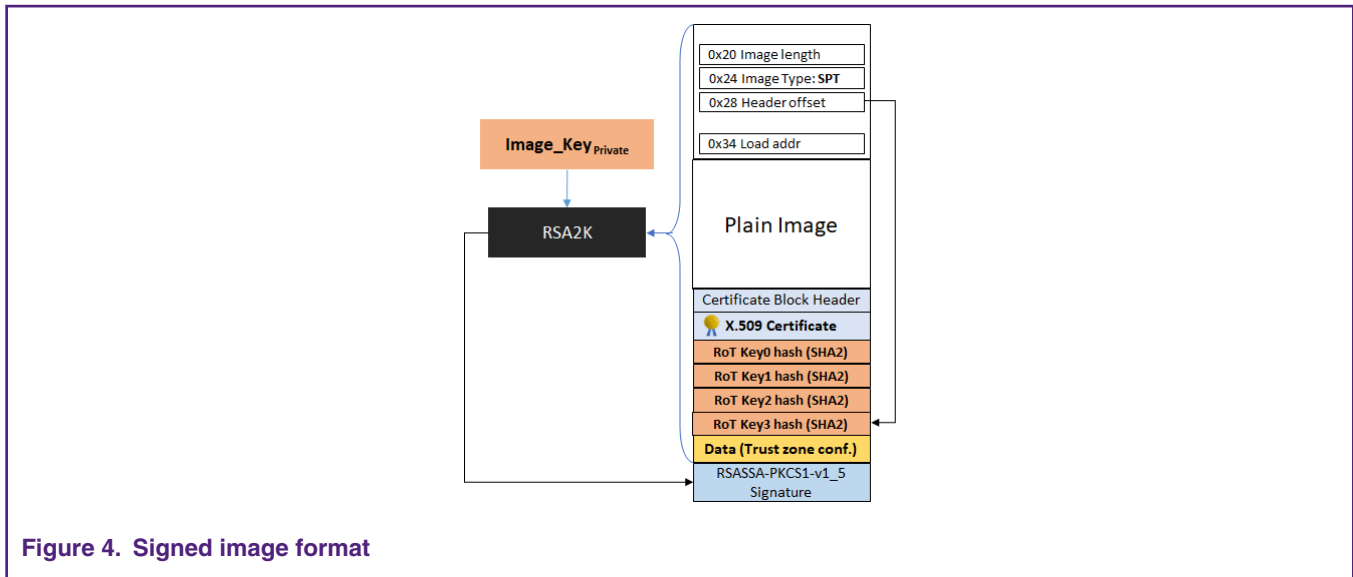 0x20 Image length
0x24 Image Type: SPT
0x28 Header offset
0x34 Load addr
Image_Key Private
RSA2K
Plain Image
Certificate Block Header
X.509 Certificate
RoT Key0 hash (SHA2)
RoT Key1 hash (SHA2)
RoT Key2 hash (SHA2)
RoT Key3 hash (SHA2)
Data (Trust zone conf.)
RSASSA-PKCS1-v1_5
Signature
Figure 4. Signed image format